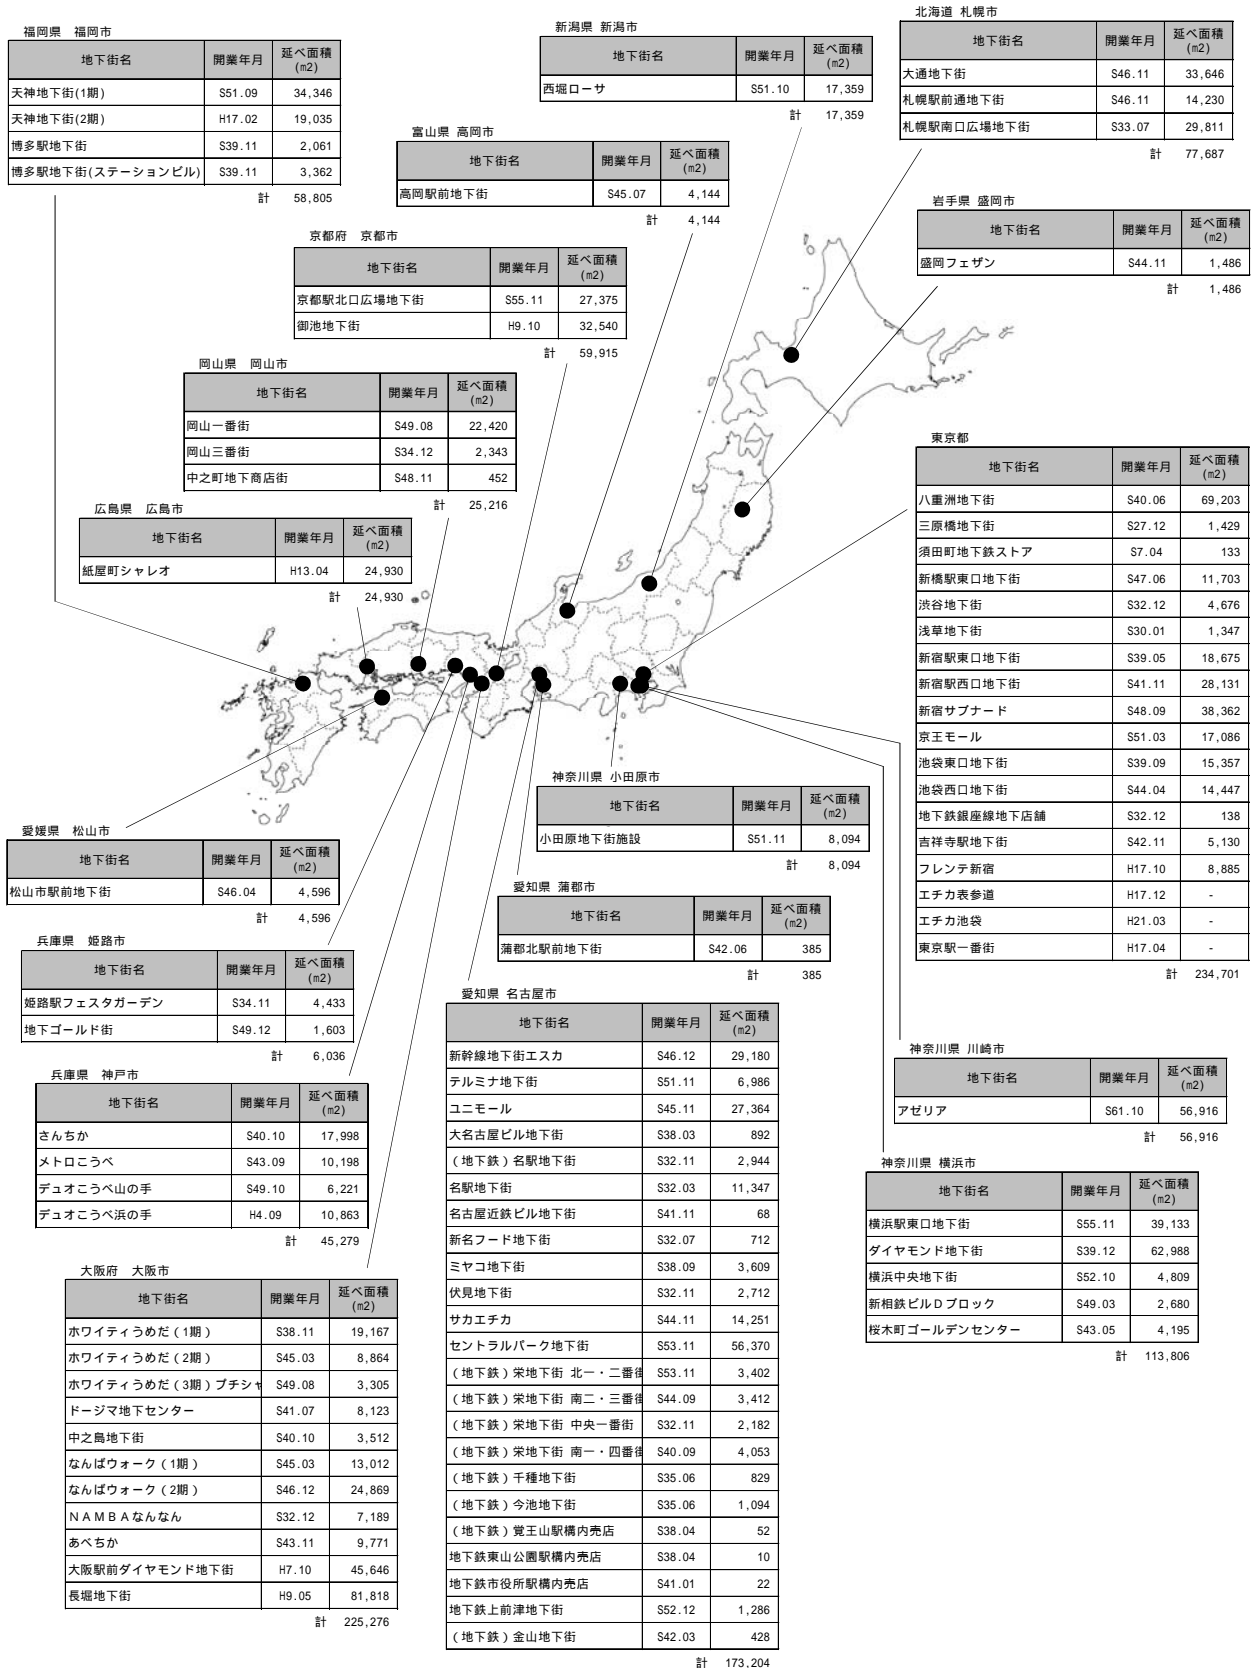 福岡県　福岡市
地下街名 開業年月 延べ面積
(m2)
天神地下街(1期) S51.09 34,346
天神地下街(2期) H17.02 19,035
博多駅地下街 S39.11 2,061
博多駅地下街(ステーションビル) S39.11 3,362
計 58,805
新潟県 新潟市
地下街名 開業年月 延べ面積
(m2)
西堀ローサ S51.10 17,359
計 17,359
北海道 札幌市
地下街名 開業年月 延べ面積
(m2)
大通地下街 S46.11 33,646
札幌駅前通地下街 S46.11 14,230
札幌駅南口広場地下街 S33.07 29,811
計 77,687
富山県 高岡市
地下街名 開業年月 延べ面積
(m2)
高岡駅前地下街 S45.07 4,144
計 4,144
岩手県 盛岡市
地下街名 開業年月 延べ面積
(m2)
盛岡フェザン S44.11 1,486
計 1,486
京都府　京都市
地下街名 開業年月 延べ面積
(m2)
京都駅北口広場地下街 S55.11 27,375
御池地下街 H9.10 32,540
計 59,915
岡山県　岡山市
地下街名 開業年月 延べ面積
(m2)
岡山一番街 S49.08 22,420
岡山三番街 S34.12 2,343
中之町地下商店街 S48.11 452
計 25,216
広島県　広島市
地下街名 開業年月 延べ面積
(m2)
紙屋町シャレオ H13.04 24,930
計 24,930
東京都
地下街名 開業年月 延べ面積
(m2)
八重洲地下街 S40.06 69,203
三原橋地下街 S27.12 1,429
須田町地下鉄ストア S7.04 133
新橋駅東口地下街 S47.06 11,703
渋谷地下街 S32.12 4,676
浅草地下街 S30.01 1,347
新宿駅東口地下街 S39.05 18,675
新宿駅西口地下街 S41.11 28,131
新宿サブナード S48.09 38,362
京王モール S51.03 17,086
池袋東口地下街 S39.09 15,357
池袋西口地下街 S44.04 14,447
地下鉄銀座線地下店舗 S32.12 138
吉祥寺駅地下街 S42.11 5,130
フレンテ新宿 H17.10 8,885
エチカ表参道 H17.12 -
エチカ池袋 H21.03 -
東京駅一番街 H17.04 -
計 234,701
神奈川県 小田原市
地下街名 開業年月 延べ面積
(m2)
小田原地下街施設 S51.11 8,094
計 8,094
愛媛県　松山市
地下街名 開業年月 延べ面積
(m2)
松山市駅前地下街 S46.04 4,596
計 4,596
愛知県 蒲郡市
地下街名 開業年月 延べ面積
(m2)
蒲郡北駅前地下街 S42.06 385
計 385
兵庫県　姫路市
地下街名 開業年月 延べ面積
(m2)
姫路駅フェスタガーデン S34.11 4,433
地下ゴールド街 S49.12 1,603
計 6,036
愛知県 名古屋市
地下街名 開業年月 延べ面積
(m2)
新幹線地下街エスカ S46.12 29,180
テルミナ地下街 S51.11 6,986
ユニモール S45.11 27,364
大名古屋ビル地下街 S38.03 892
（地下鉄）名駅地下街 S32.11 2,944
名駅地下街 S32.03 11,347
名古屋近鉄ビル地下街 S41.11 68
新名フード地下街 S32.07 712
ミヤコ地下街 S38.09 3,609
伏見地下街 S32.11 2,712
サカエチカ S44.11 14,251
セントラルパーク地下街 S53.11 56,370
（地下鉄）栄地下街 北一・二番街 S53.11 3,402
（地下鉄）栄地下街 南二・三番街 S44.09 3,412
（地下鉄）栄地下街 中央一番街 S32.11 2,182
（地下鉄）栄地下街 南一・四番街 S40.09 4,053
（地下鉄）千種地下街 S35.06 829
（地下鉄）今池地下街 S35.06 1,094
（地下鉄）覚王山駅構内売店 S38.04 52
地下鉄東山公園駅構内売店 S38.04 10
地下鉄市役所駅構内売店 S41.01 22
地下鉄上前津地下街 S52.12 1,286
（地下鉄）金山地下街 S42.03 428
計 173,204
神奈川県 川崎市
地下街名 開業年月 延べ面積
(m2)
アゼリア S61.10 56,916
計 56,916
兵庫県　神戸市
地下街名 開業年月 延べ面積
(m2)
さんちか S40.10 17,998
メトロこうべ S43.09 10,198
デュオこうべ山の手 S49.10 6,221
デュオこうべ浜の手 H4.09 10,863
計 45,279
神奈川県 横浜市
地下街名 開業年月 延べ面積
(m2)
横浜駅東口地下街 S55.11 39,133
ダイヤモンド地下街 S39.12 62,988
横浜中央地下街 S52.10 4,809
新相鉄ビルＤブロック S49.03 2,680
桜木町ゴールデンセンター S43.05 4,195
計 113,806
大阪府　大阪市
地下街名 開業年月 延べ面積
(m2)
ホワイティうめだ（1期） S38.11 19,167
ホワイティうめだ（2期） S45.03 8,864
ホワイティうめだ（3期）プチシャ S49.08 3,305
ドージマ地下センター S41.07 8,123
中之島地下街 S40.10 3,512
なんばウォーク（1期） S45.03 13,012
なんばウォーク（2期） S46.12 24,869
ＮＡＭＢＡなんなん S32.12 7,189
あべちか S43.11 9,771
大阪駅前ダイヤモンド地下街 H7.10 45,646
長堀地下街 H9.05 81,818
計 225,276